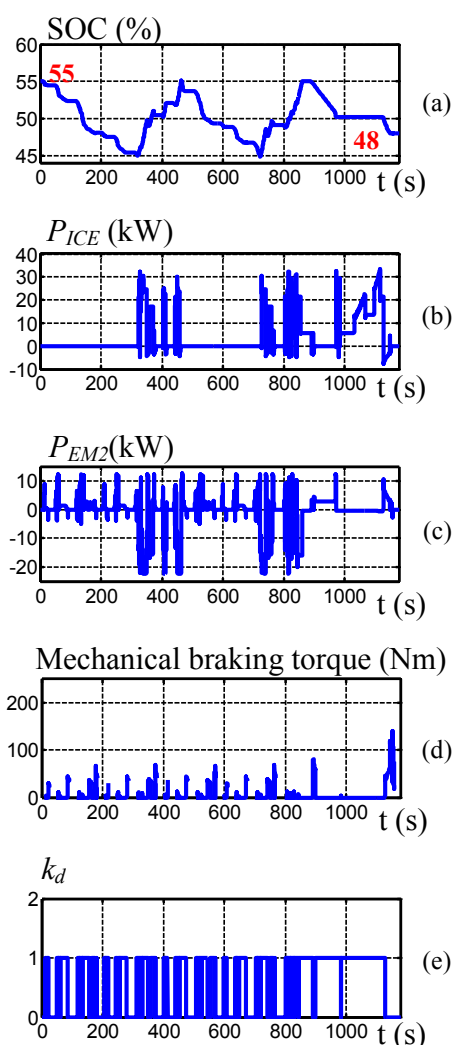 SOC (%)
60
55
55
50
48
45
0 200 400 600 800 1000
t (s)
(a)
P_ICE (kW)
40
30
20
10
0
-10
0 200 400 600 800 1000
t (s)
(b)
P_EM2(kW)
10
0
-10
-20
0 200 400 600 800 1000
t (s)
(c)
Mechanical braking torque (Nm)
200
100
0
0 200 400 600 800 1000
t (s)
(d)
k_d
2
1
0
0 200 400 600 800 1000
t (s)
(e)